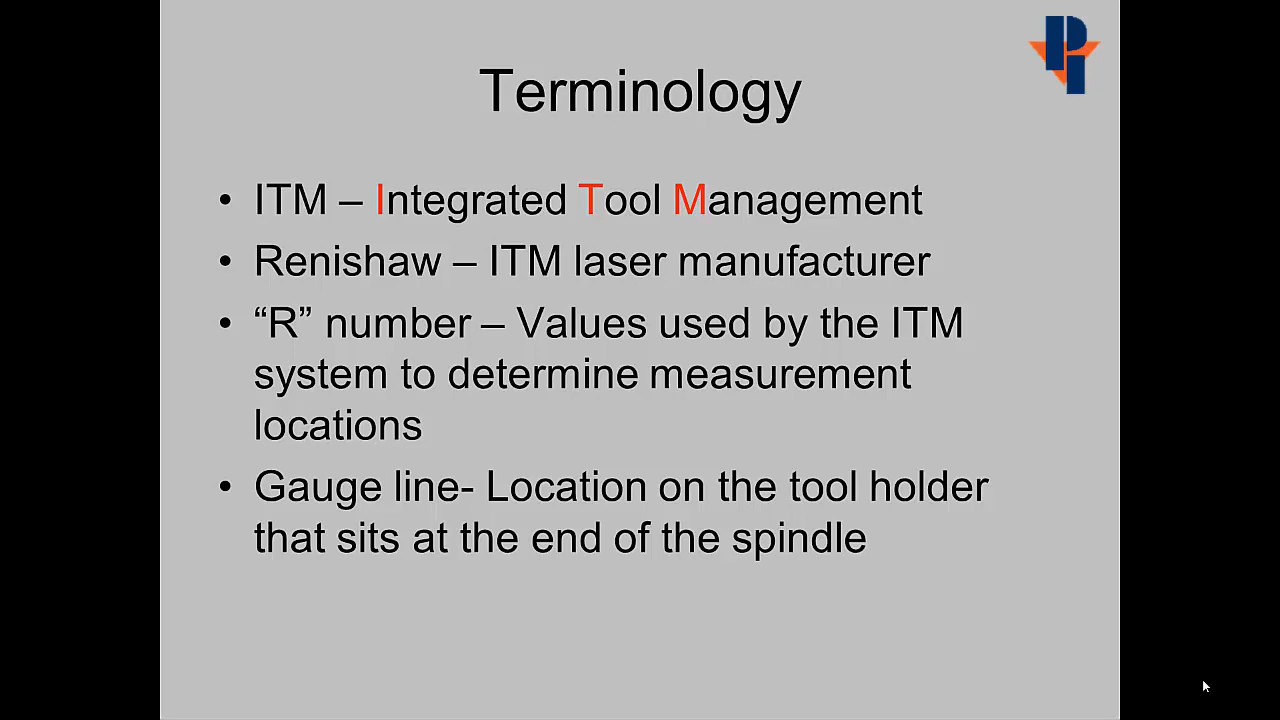 Terminology
• ITM – Integrated Tool Management
• Renishaw – ITM laser manufacturer
• “R” number – Values used by the ITM
system to determine measurement
locations
• Gauge line- Location on the tool holder
that sits at the end of the spindle